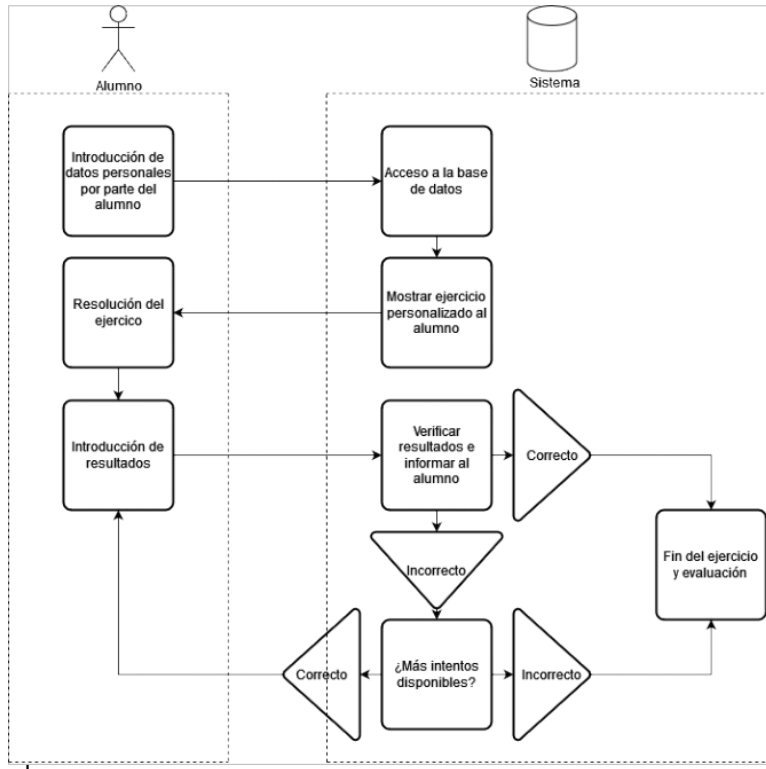 Alumno
Sistema
Introducción de
datos personales
por parte del
alumno
Acceso a la base
de datos
Resolución del
ejercico
Mostrar ejercicio
personalizado al
alumno
Introducción de
resultados
Verificar
resultados e
informar al
alumno
Correcto
Incorrecto
Fin del ejercicio
y evaluación
Correcto
¿Más intentos
disponibles?
Incorrecto